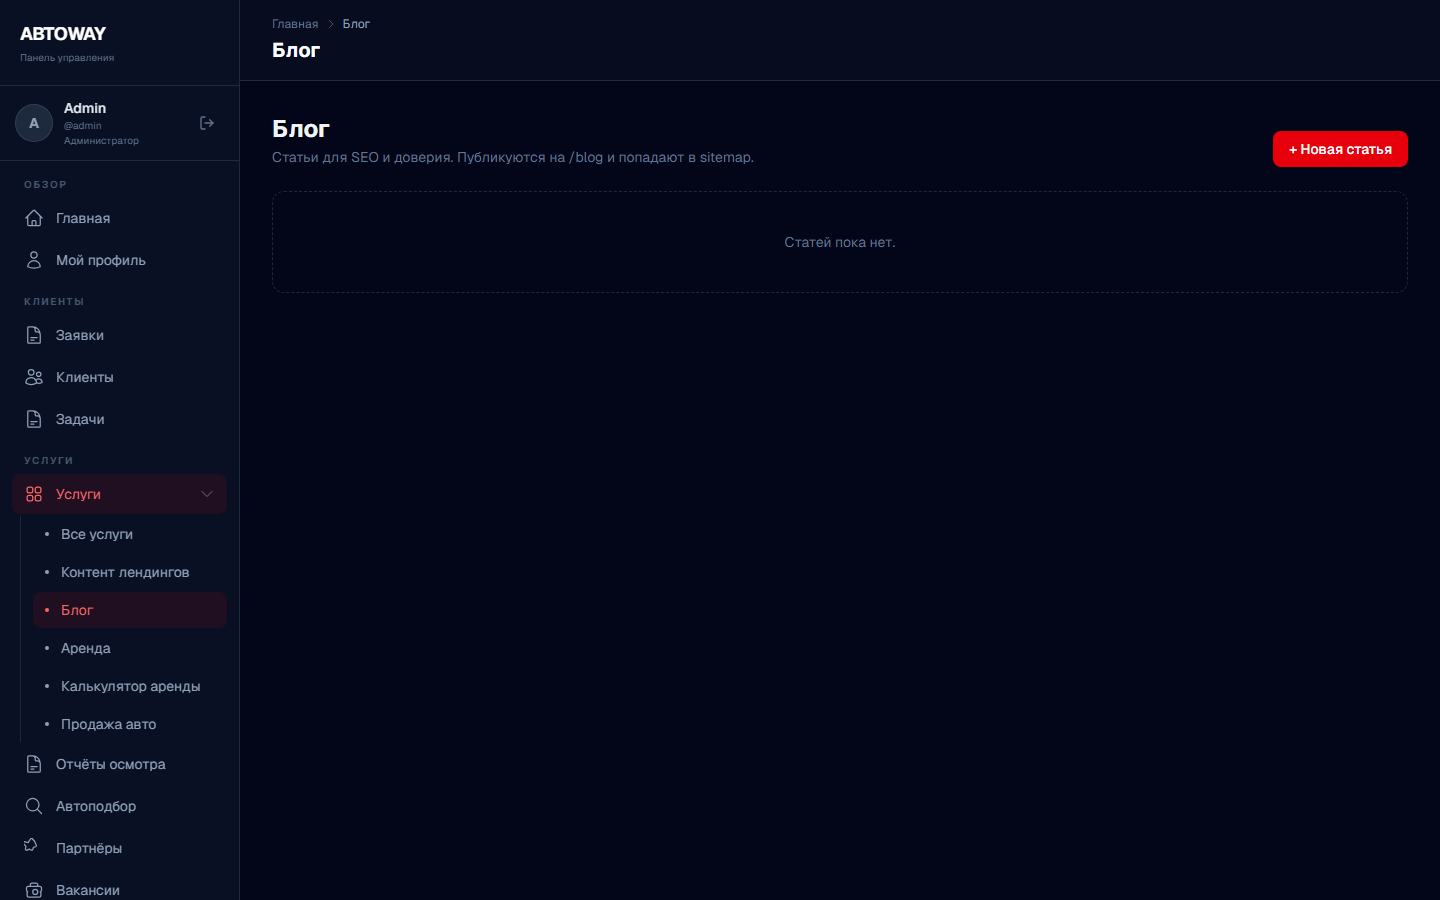 ABTOWAY
Панель управления
A
Admin
@admin
Администратор
ОБЗОР
Главная
Мой профиль
КЛИЕНТЫ
Заявки
Клиенты
Задачи
УСЛУГИ
Услуги
Все услуги
Контент лендингов
Блог
Аренда
Калькулятор аренды
Продажа авто
Отчёты осмотра
Автоподбор
Партнёры
Вакансии
Главная Блог
Блог
Блог
Статьи для SEO и доверия. Публикуются на /blog и попадают в sitemap.
+ Новая статья
Статей пока нет.